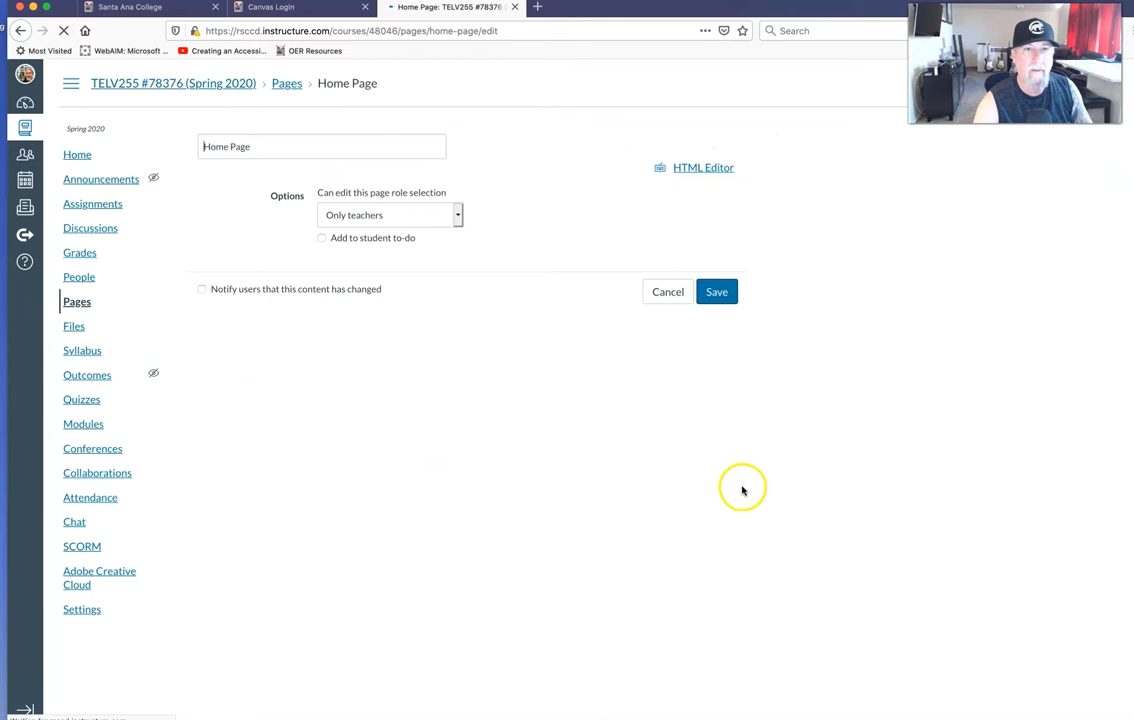 Santa Ana College
Canvas Login
Home Page: TELV255 #78376
https://rsccd.instructure.com/courses/48046/pages/home-page/edit
Search
Most Visited
WebAIM: Microsoft ...
Creating an Accessi...
OER Resources
TELV255 #78376 (Spring 2020) › Pages › Home Page
Spring 2020
Home
Announcements
Assignments
Discussions
Grades
People
Pages
Files
Syllabus
Outcomes
Quizzes
Modules
Conferences
Collaborations
Attendance
Chat
SCORM
Adobe Creative
Cloud
Settings
Home Page
HTML Editor
Options
Can edit this page role selection
Only teachers
Add to student to-do
Notify users that this content has changed
Cancel
Save